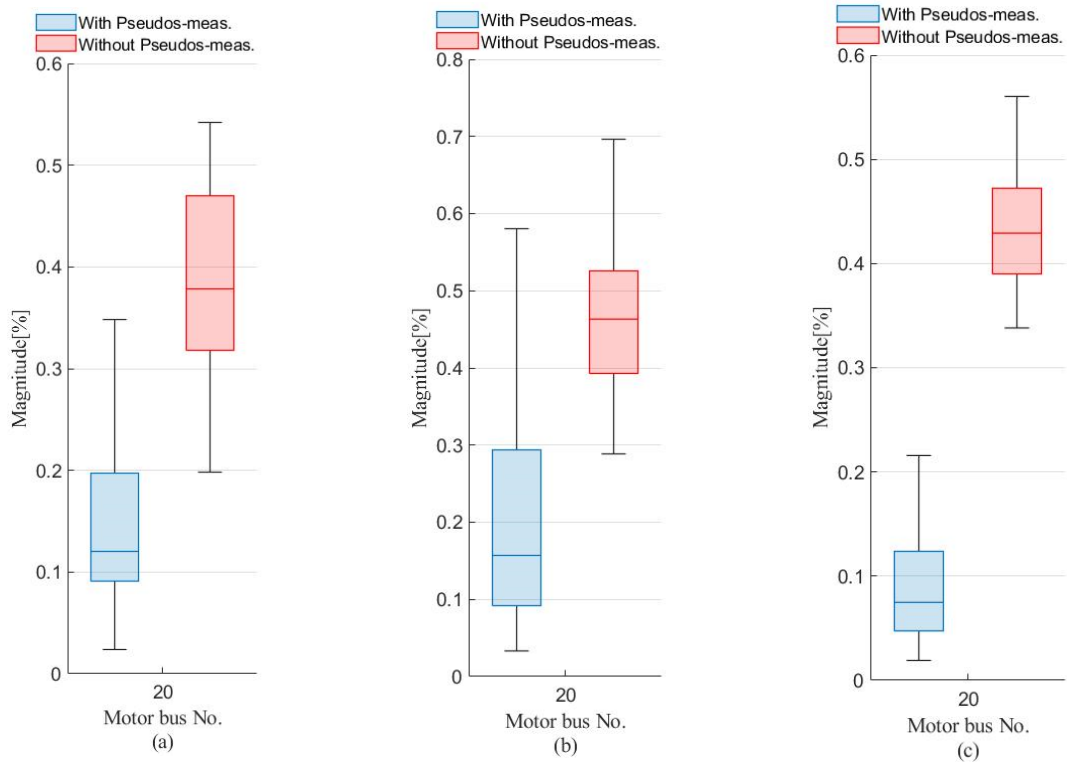 With Pseudos-meas.
Without Pseudos-meas.
0.6
0.5
0.4
0.3
0.2
0.1
0
Magnitude[%]
20
Motor bus No.
(a)
With Pseudos-meas.
Without Pseudos-meas.
0.8
0.7
0.6
0.5
0.4
0.3
0.2
0.1
0
Magnitude[%]
20
Motor bus No.
(b)
With Pseudos-meas.
Without Pseudos-meas.
0.6
0.5
0.4
0.3
0.2
0.1
0
Magnitude[%]
20
Motor bus No.
(c)